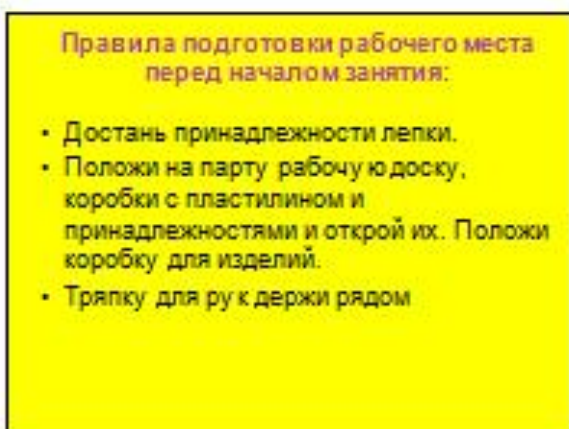 Правила подготовки рабочего места
перед началом занятия:
• Достань принадлежности лепки.
• Положи на парту рабочую доску,
коробки с пластилином и
принадлежностями и открой их. Положи
коробку для изделий.
• Тряпку для рук держи рядом